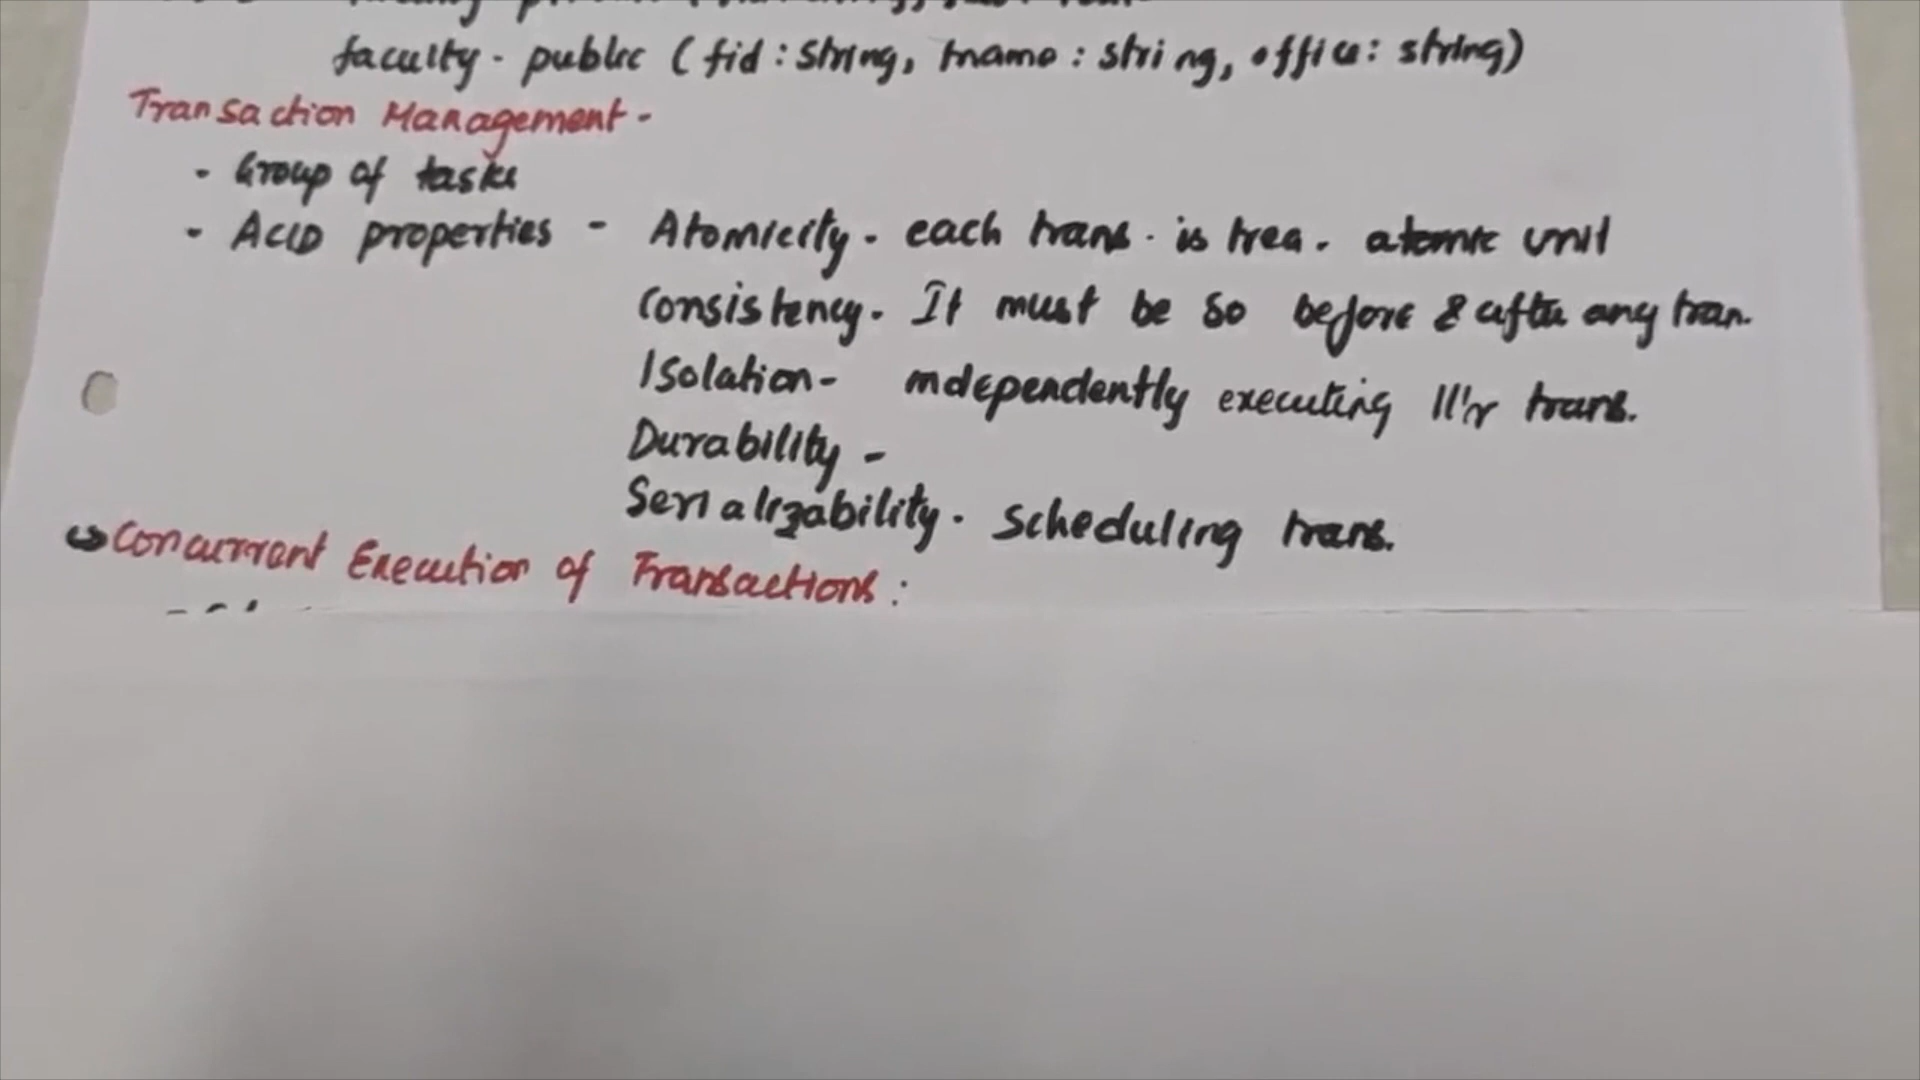 faculty - public (fid : string, fname : string, office : string)
Transaction Management -
- Group of tasks
- ACID properties - Atomicity - each trans. is trea. atomic unit
Consistency - It must be so before & after any tran.
Isolation - independently executing ||'r trans.
Durability -
Serializability - scheduling trans.
Concurrent Execution of Transactions :